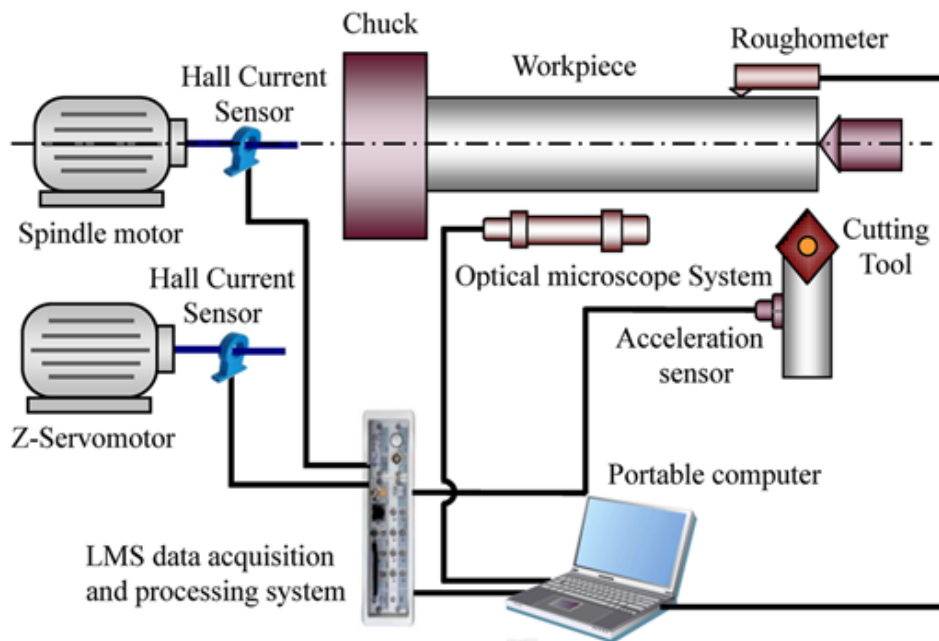 Chuck
Roughometer
Workpiece
Hall Current
Sensor
Spindle motor
Cutting
Tool
Optical microscope System
Hall Current
Sensor
Acceleration
sensor
Z-Servomotor
Portable computer
LMS data acquisition
and processing system